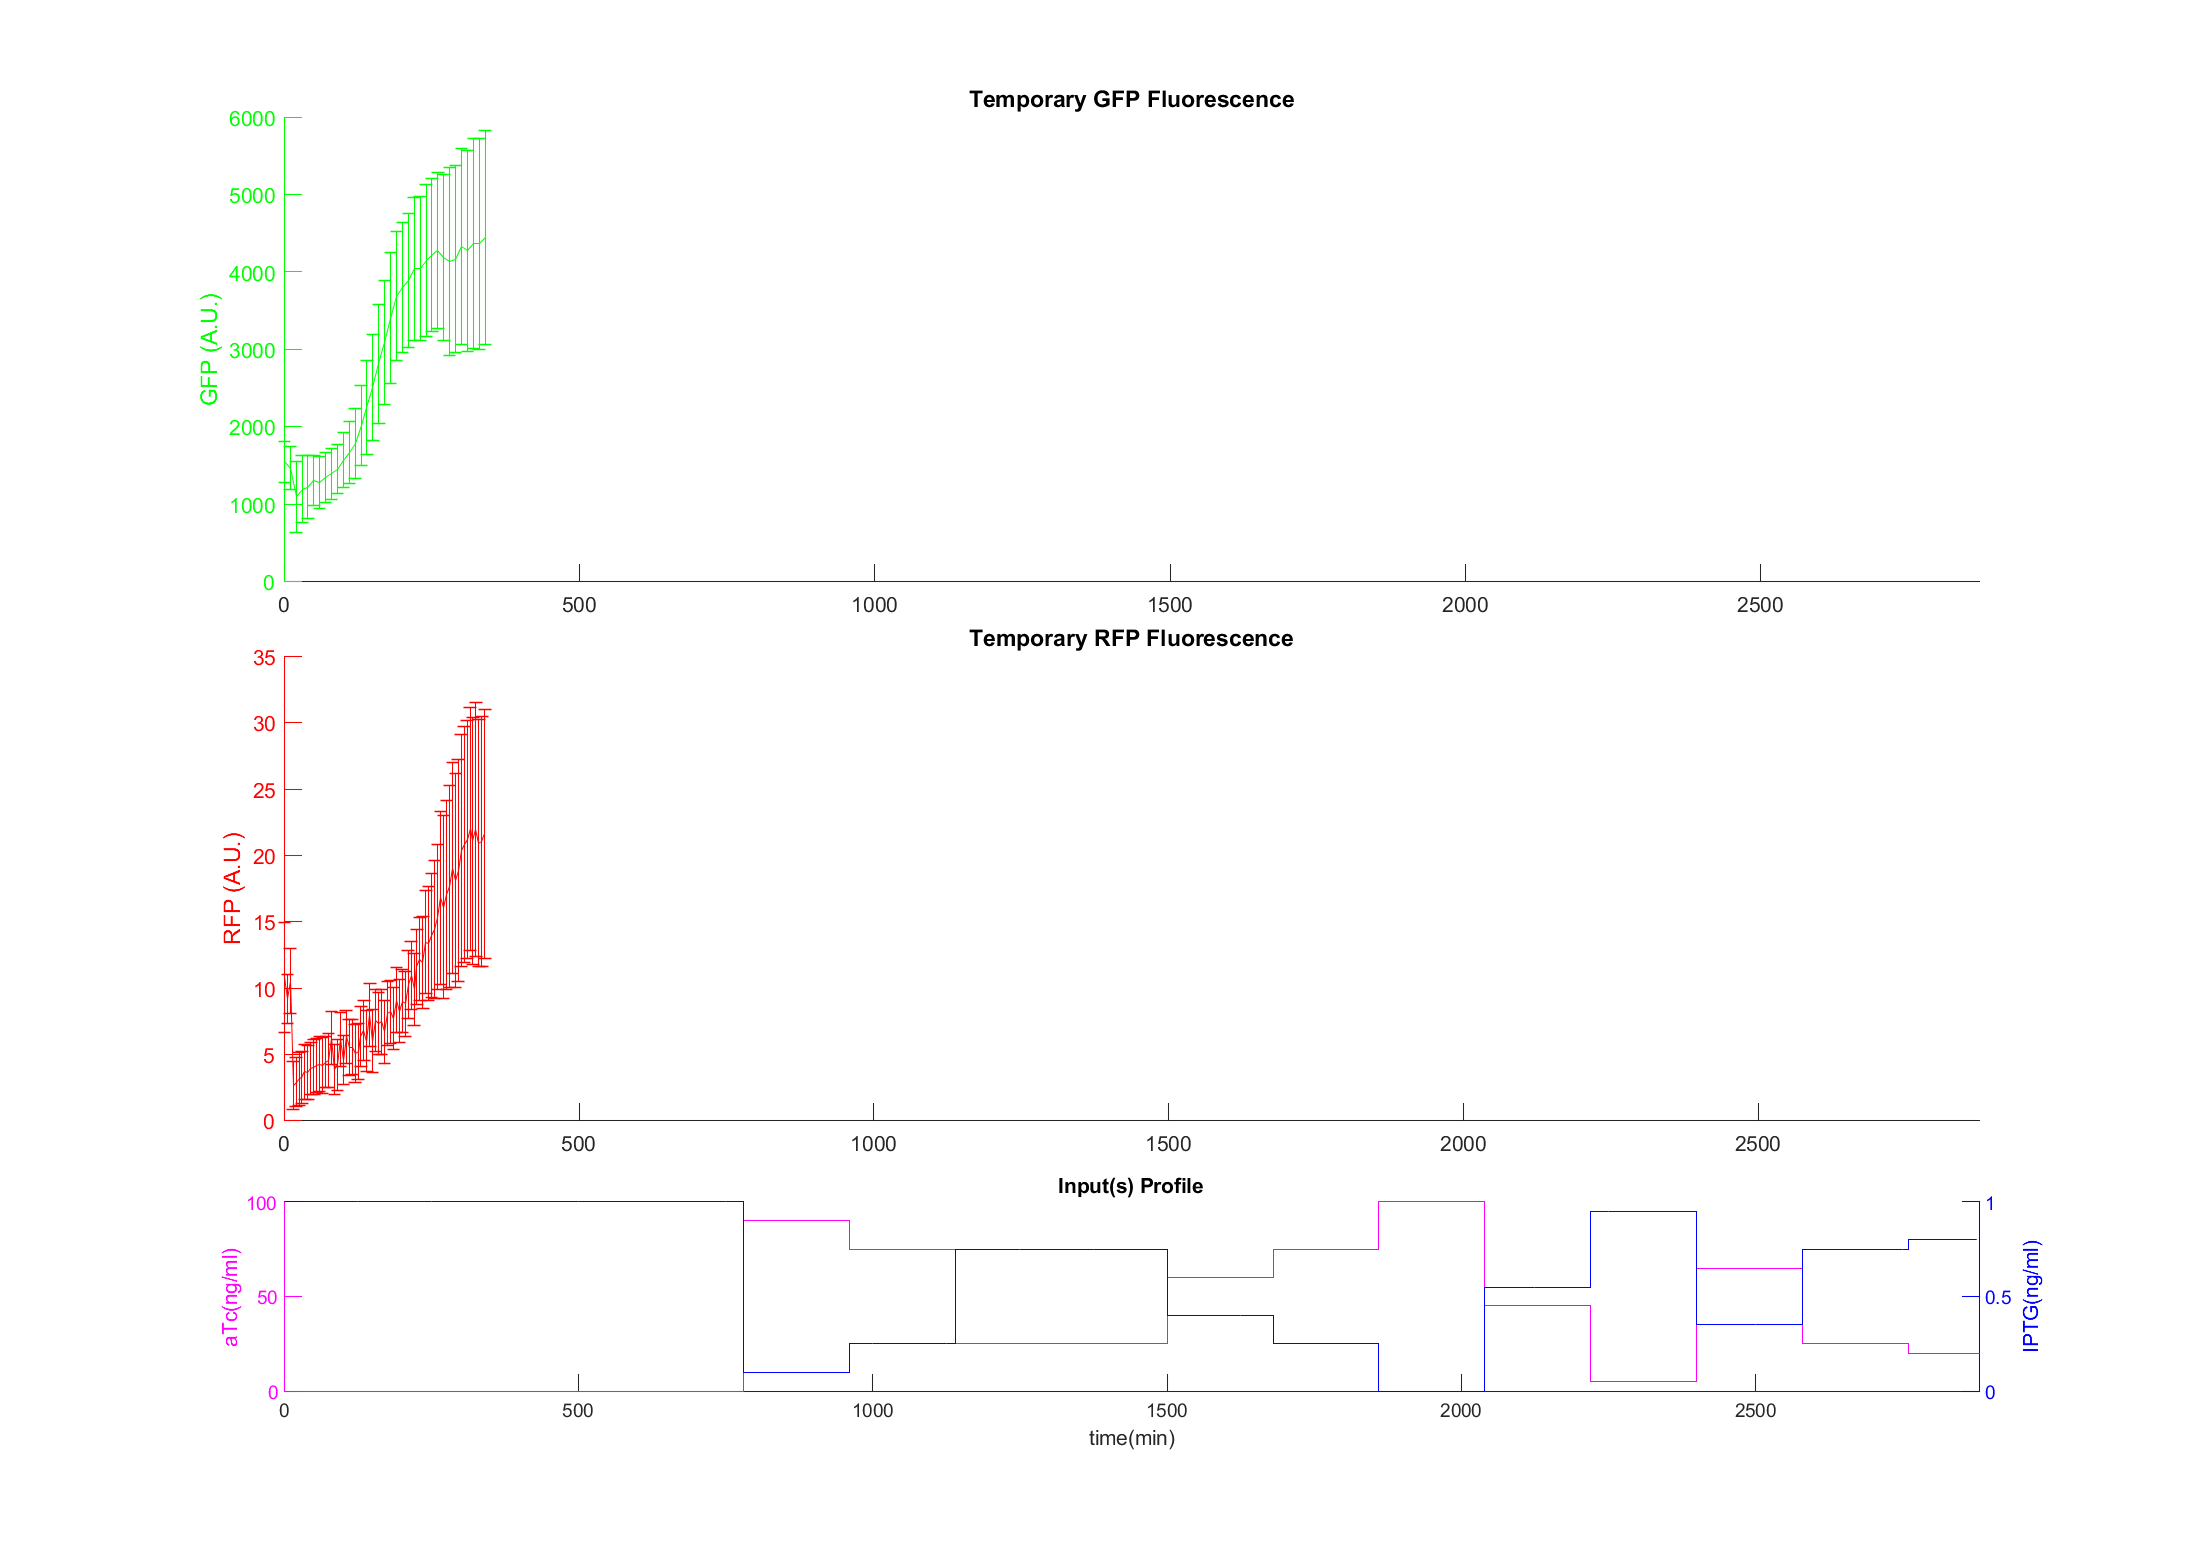 Temporary GFP Fluorescence
6000
5000
4000
3000
2000
1000
0
GFP (A.U.)
0 500 1000 1500 2000 2500
Temporary RFP Fluorescence
35
30
25
20
15
10
5
0
RFP (A.U.)
0 500 1000 1500 2000 2500
Input(s) Profile
100
50
0
aTc(ng/ml)
1
0.5
0
IPTG(ng/ml)
0 500 1000 1500 2000 2500
time(min)